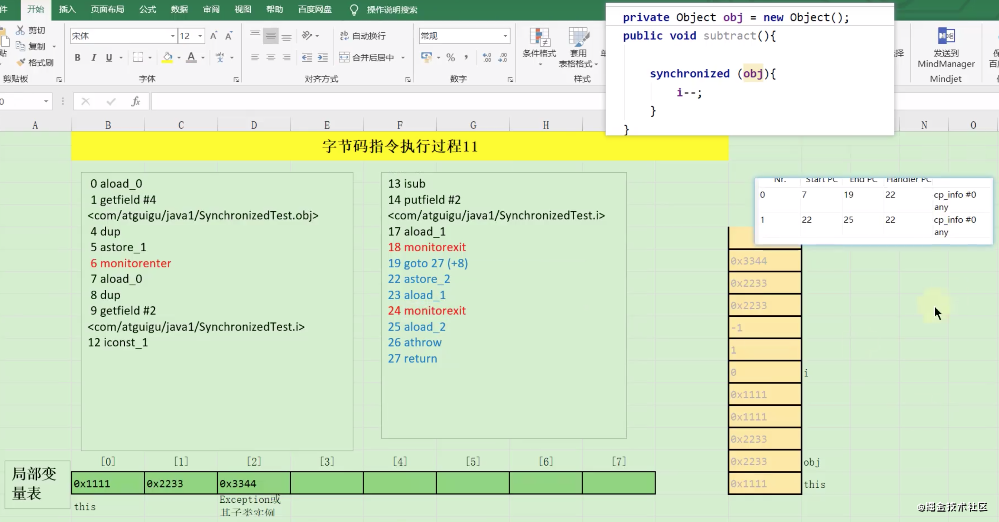 件 开始 插入 页面布局 公式 数据 审阅 视图 帮助 百度网盘 操作说明搜索
剪切
复制
格式刷
剪贴板
宋体 12
B I U
wén
文
字体
ab
自动换行
合并后居中
对齐方式
常规
%
数字
条件格式
套用
表格格式
样式
择
发送到
MindManager
Mindjet
private Object obj = new Object();
public void subtract(){
synchronized (obj){
i--;
}
}
0 fx
A B C D E F G H N O
字节码指令执行过程11
0 aload_0
1 getfield #4
<com/atguigu/java1/SynchronizedTest.obj>
4 dup
5 astore_1
6 monitorenter
7 aload_0
8 dup
9 getfield #2
<com/atguigu/java1/SynchronizedTest.i>
12 iconst_1
13 isub
14 putfield #2
<com/atguigu/java1/SynchronizedTest.i>
17 aload_1
18 monitorexit
19 goto 27 (+8)
22 astore_2
23 aload_1
24 monitorexit
25 aload_2
26 athrow
27 return
Nr. Start PC End PC Handler PC
0 7 19 22 cp_info #0
any
1 22 25 22 cp_info #0
any
0x3344
0x2233
0x2233
-1
1
0 i
0x1111
0x1111
0x2233
0x2233 obj
0x1111 this
[0] [1] [2] [3] [4] [5] [6] [7]
局部变
量表
0x1111 0x2233 0x3344
this
Exception或
其子类实例
@掘金技术社区